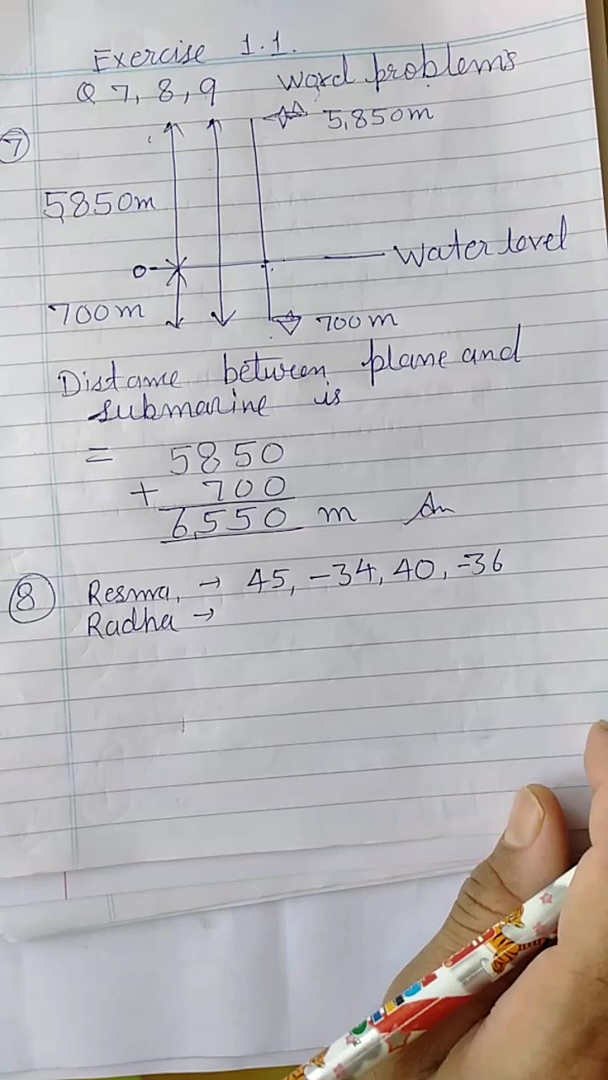 Exercise 1.1.
Q 7, 8, 9 Word problems
7
5,850m
5850m
0
Water level
700m
700m
Distance between plane and
submarine is
= 5850
+ 700
6,550 m An
8 Resma, → 45, -34, 40, -36
Radha →